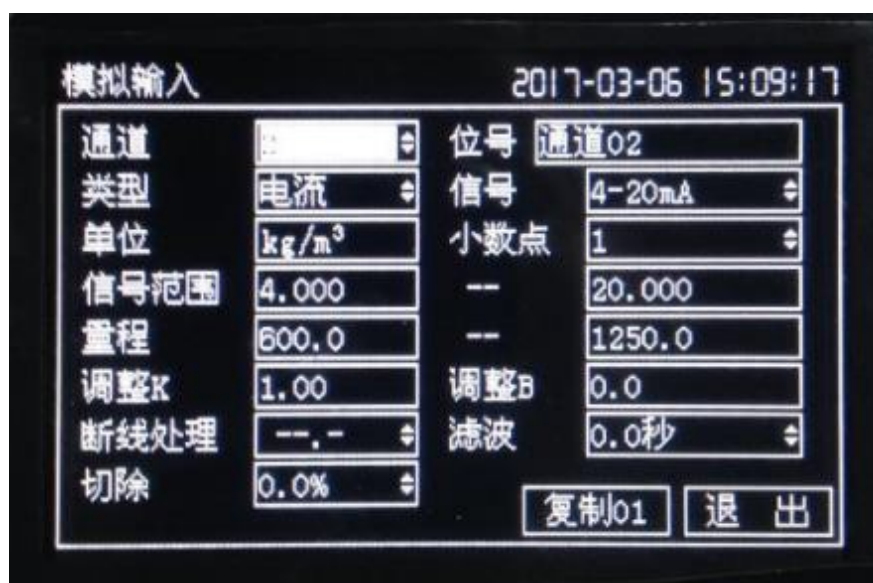 模拟输入 2017-03-06 15:09:17
通道 位号 通道02
类型 电流 信号 4-20mA
单位 kg/m³ 小数点 1
信号范围 4.000 -- 20.000
量程 600.0 -- 1250.0
调整K 1.00 调整B 0.0
断线处理 --.- 滤波 0.0秒
切除 0.0%
复制01 退 出